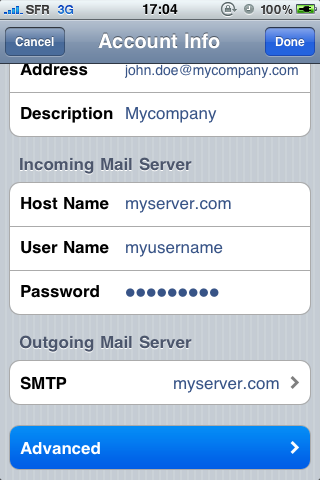 SFR 3G 17:04 100%
Cancel Account Info Done
Address john.doe@mycompany.com
Description Mycompany
Incoming Mail Server
Host Name myserver.com
User Name myusername
Password ●●●●●●●●●
Outgoing Mail Server
SMTP myserver.com
Advanced